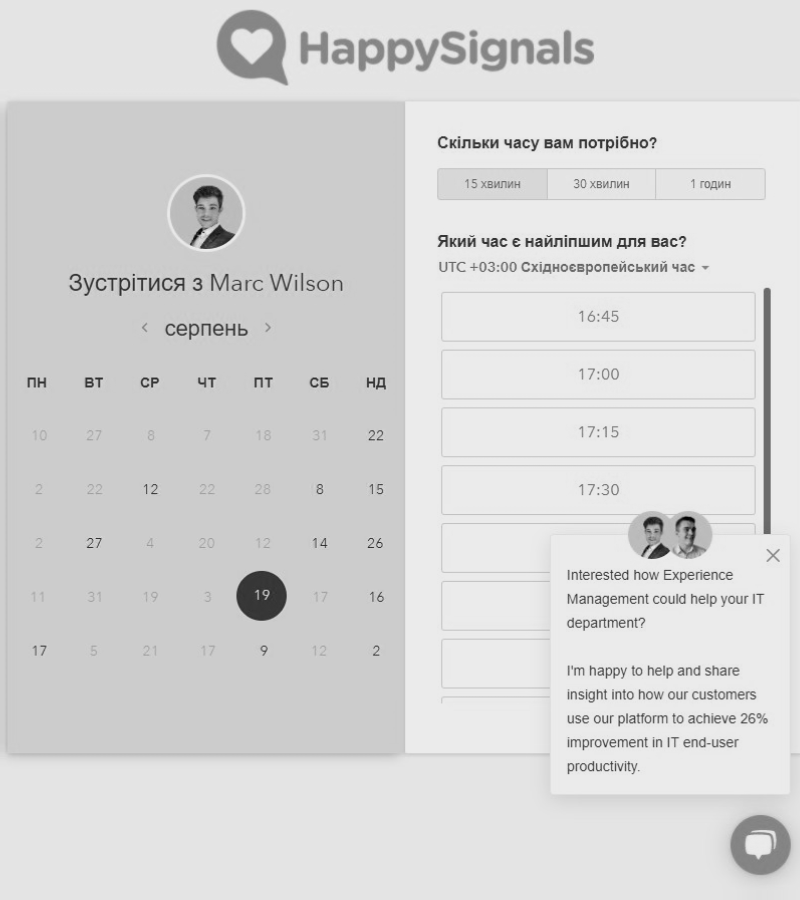 HappySignals
Зустрітися з Marc Wilson
серпень
ПН ВТ СР ЧТ ПТ СБ НД
10 27 8 7 18 31 22
2 22 12 22 28 8 15
2 27 4 20 12 14 26
11 31 19 3 19 17 16
17 5 21 17 9 12 2
Скільки часу вам потрібно?
15 хвилин 30 хвилин 1 годин
Який час є найліпшим для вас?
UTC +03:00 Східноєвропейський час
16:45
17:00
17:15
17:30
Interested how Experience
Management could help your IT
department?
I'm happy to help and share
insight into how our customers
use our platform to achieve 26%
improvement in IT end-user
productivity.